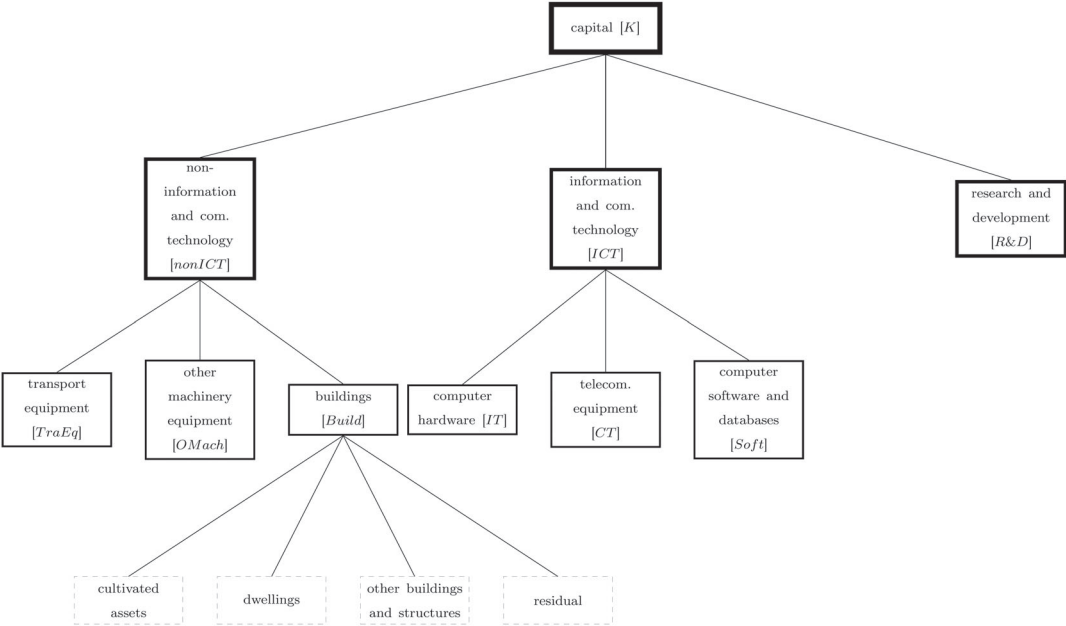 capital [K]
non-
information
and com.
technology
[nonICT]
information
and com.
technology
[ICT]
research and
development
[R&D]
transport
equipment
[TraEq]
other
machinery
equipment
[OMach]
buildings
[Build]
computer
hardware [IT]
telecom.
equipment
[CT]
computer
software and
databases
[Soft]
cultivated
assets
dwellings
other buildings
and structures
residual